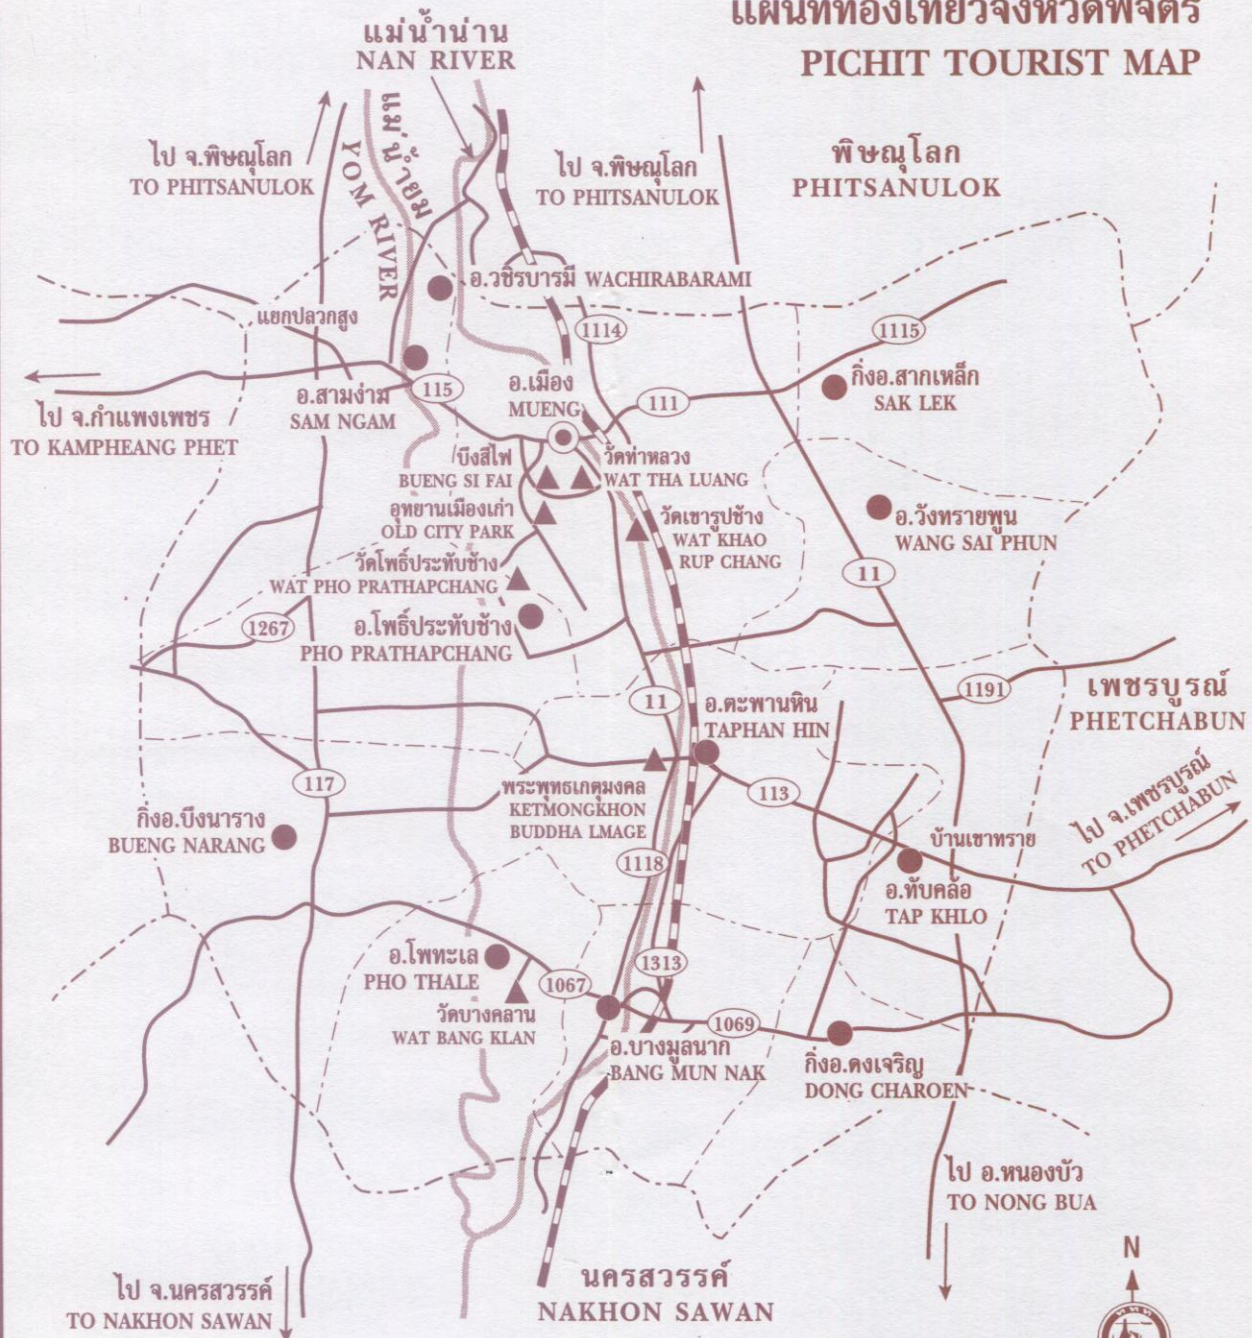 แผนที่ท่องเที่ยวจังหวัดพิจิตร
PICHIT TOURIST MAP
แม่น้ำน่าน
NAN RIVER
แม่น้ำยม
YOM RIVER
ไป จ.พิษณุโลก
TO PHITSANULOK
ไป จ.พิษณุโลก
TO PHITSANULOK
พิษณุโลก
PHITSANULOK
อ.วชิรบารมี WACHIRABARAMI
แยกปลวกสูง
1114
1115
ไป จ.กำแพงเพชร
TO KAMPHEANG PHET
อ.สามง่าม
SAM NGAM
115
อ.เมือง
MUENG
111
กิ่งอ.สากเหล็ก
SAK LEK
บึงสีไฟ
BUENG SI FAI
วัดท่าหลวง
WAT THA LUANG
อุทยานเมืองเก่า
OLD CITY PARK
วัดเขารูปช้าง
WAT KHAO
RUP CHANG
อ.วังทรายพูน
WANG SAI PHUN
วัดโพธิ์ประทับช้าง
WAT PHO PRATHAPCHANG
11
1267
อ.โพธิ์ประทับช้าง
PHO PRATHAPCHANG
11
อ.ตะพานหิน
TAPHAN HIN
1191
เพชรบูรณ์
PHETCHABUN
117
พระพุทธเกตุมงคล
KETMONGKHON
BUDDHA LMAGE
113
ไป จ.เพชรบูรณ์
TO PHETCHABUN
กิ่งอ.บึงนาราง
BUENG NARANG
บ้านเขาทราย
1118
อ.ทับคล้อ
TAP KHLO
อ.โพทะเล
PHO THALE
1313
1067
วัดบางคลาน
WAT BANG KLAN
1069
อ.บางมูลนาก
BANG MUN NAK
กิ่งอ.ดงเจริญ
DONG CHAROEN
ไป อ.หนองบัว
TO NONG BUA
N
ไป จ.นครสวรรค์
TO NAKHON SAWAN
นครสวรรค์
NAKHON SAWAN